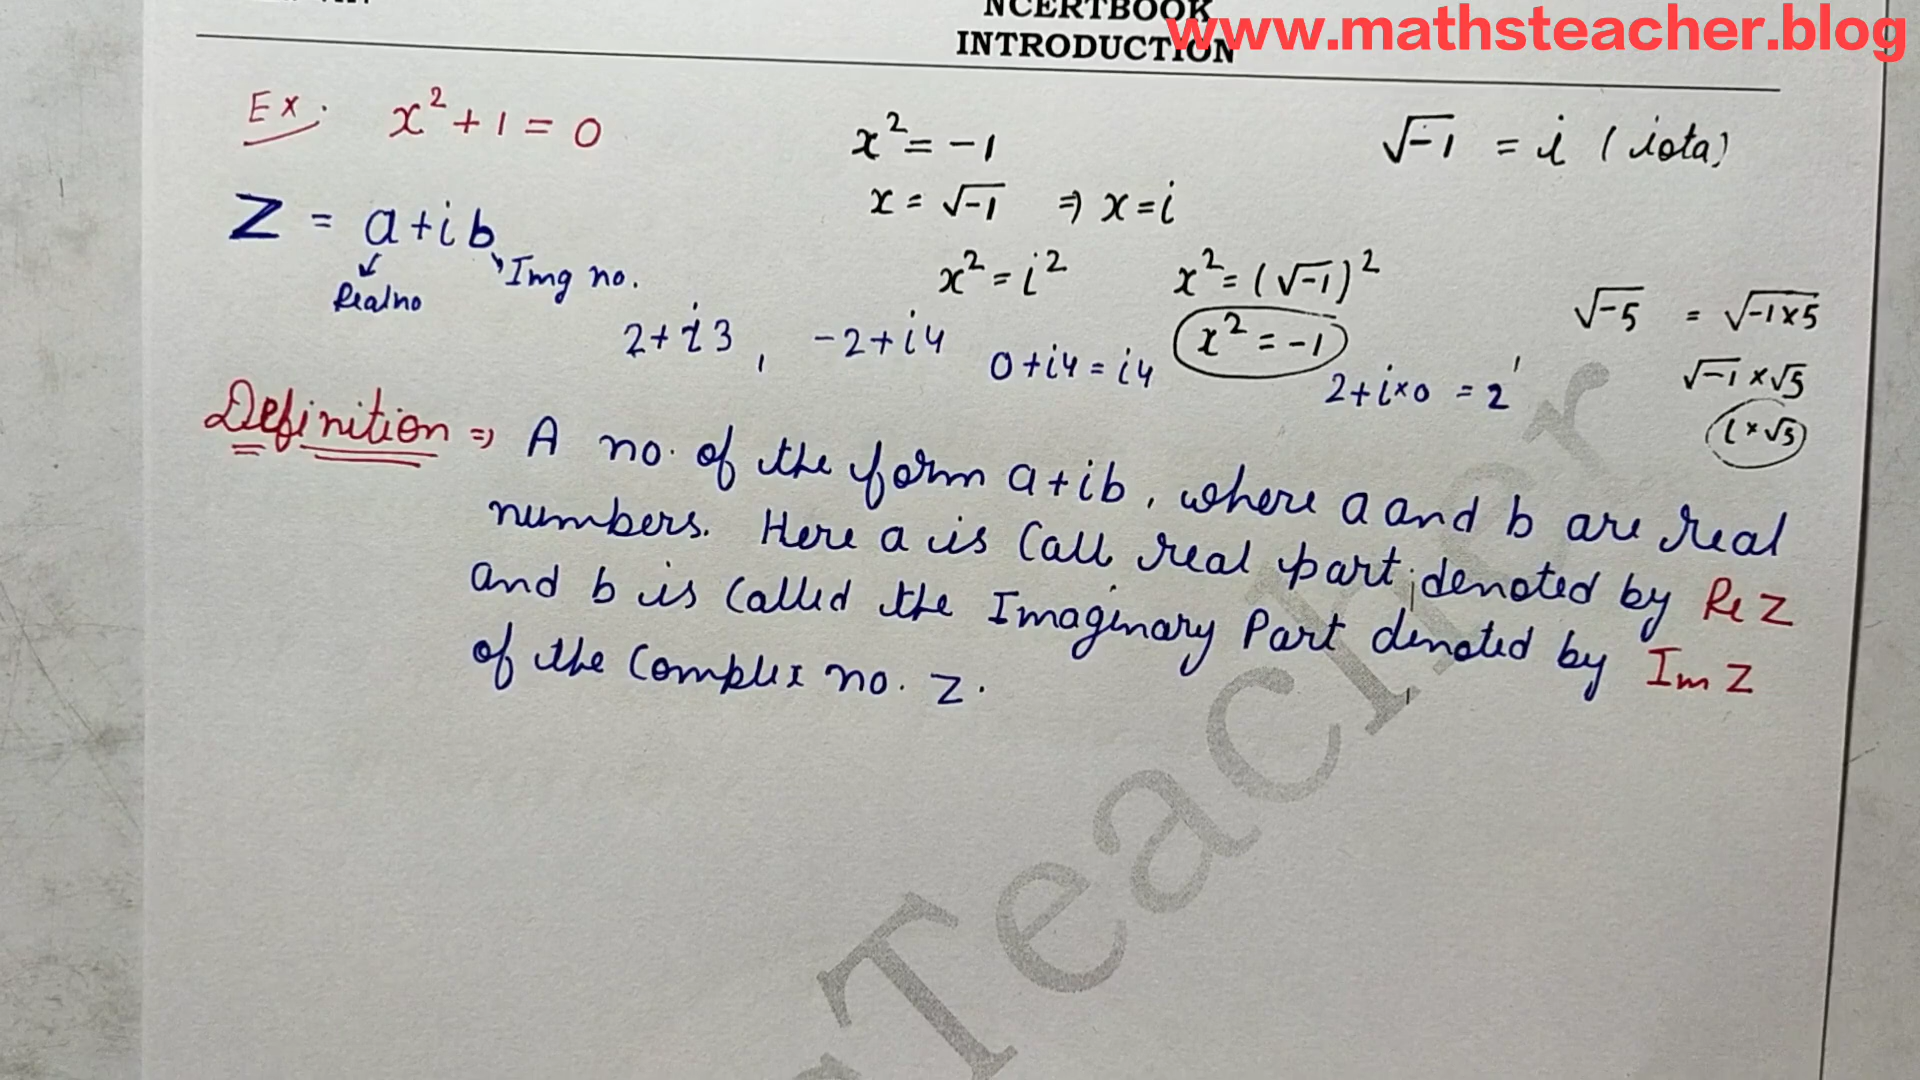 NCERTBOOK
www.mathsteacher.blog
INTRODUCTION
Ex. x² + 1 = 0
x² = -1
√-1 = i (iota)
x = √-1 ⇒ x = i
Z = a + i b
Real no
Img no.
x² = i²
x² = (√-1)²
x² = -1
√-5 = √-1×5
√-1 × √5
i × √5
2 + i3 , -2 + i4
0 + i4 = i4
2 + i×0 = 2
Definition ⇒ A no. of the form a + ib, where a and b are real
numbers. Here a is Call real part, denoted by Re Z
and b is Called the Imaginary Part denoted by Im Z
of the Complex no. Z.
Teacher